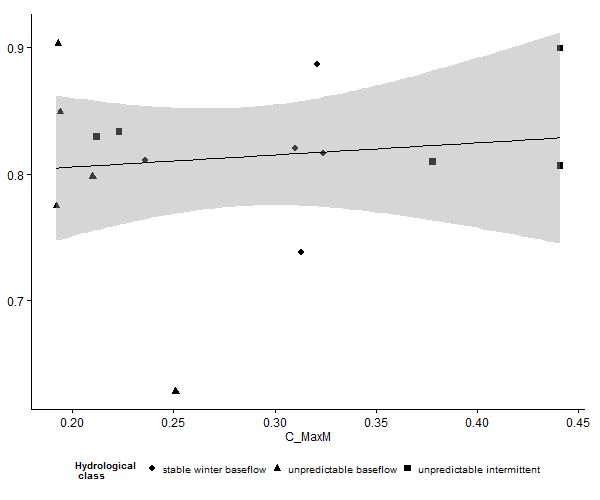 0.9
0.8
0.7
0.20 0.25 0.30 0.35 0.40 0.45
C_MaxM
Hydrological
class
stable winter baseflow unpredictable baseflow unpredictable intermittent